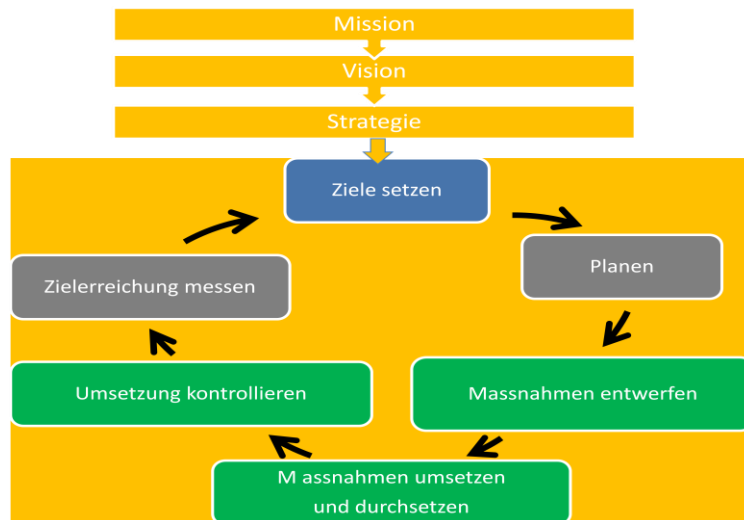 Mission
Vision
Strategie
Ziele setzen
Planen
Massnahmen entwerfen
M assnahmen umsetzen
und durchsetzen
Umsetzung kontrollieren
Zielerreichung messen